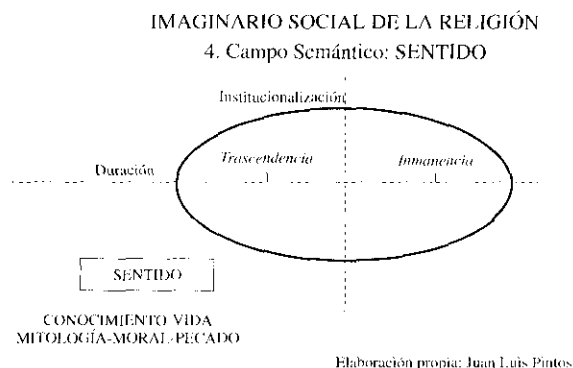 IMAGINARIO SOCIAL DE LA RELIGIÓN
4. Campo Semántico: SENTIDO
Institucionalización
Trascendencia
Inmanencia
Duración
SENTIDO
CONOCIMIENTO VIDA
MITOLOGÍA-MORAL-PECADO
Elaboración propia: Juan Luis Pintos